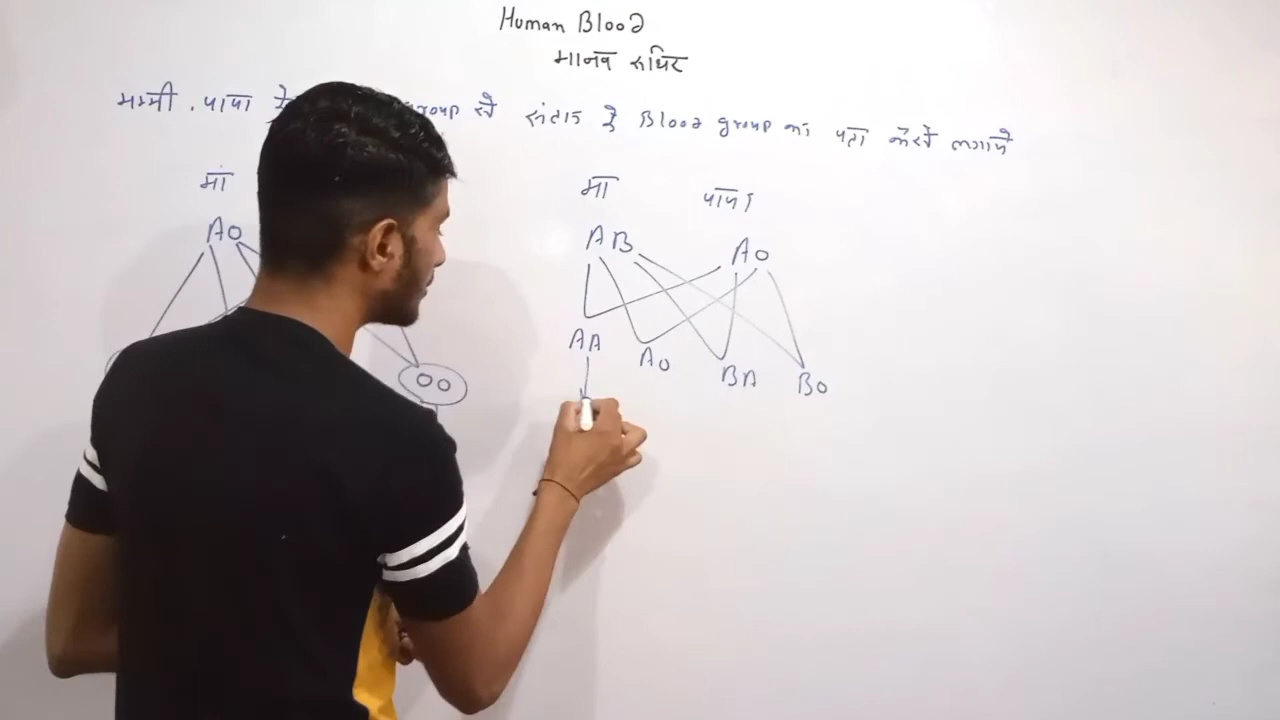 Human Blood
मानव रुधिर
मम्मी, पापा के group से संतान के Blood group का पता कैसे लगाये
मां
मां पापा
AO
AB AO
AA AO BA BO
OO